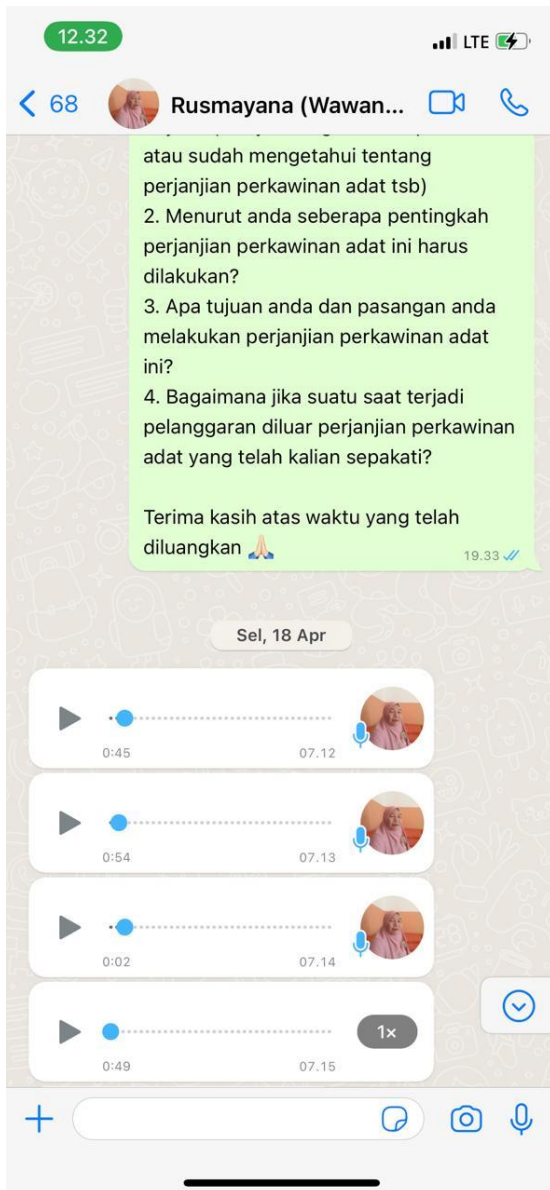 12.32
LTE
68
Rusmayana (Wawan...
atau sudah mengetahui tentang
perjanjian perkawinan adat tsb)
2. Menurut anda seberapa pentingkah
perjanjian perkawinan adat ini harus
dilakukan?
3. Apa tujuan anda dan pasangan anda
melakukan perjanjian perkawinan adat
ini?
4. Bagaimana jika suatu saat terjadi
pelanggaran diluar perjanjian perkawinan
adat yang telah kalian sepakati?
Terima kasih atas waktu yang telah
diluangkan 🙏🏻
19.33
Sel, 18 Apr
0:45 07.12
0:54 07.13
0:02 07.14
1×
0:49 07.15